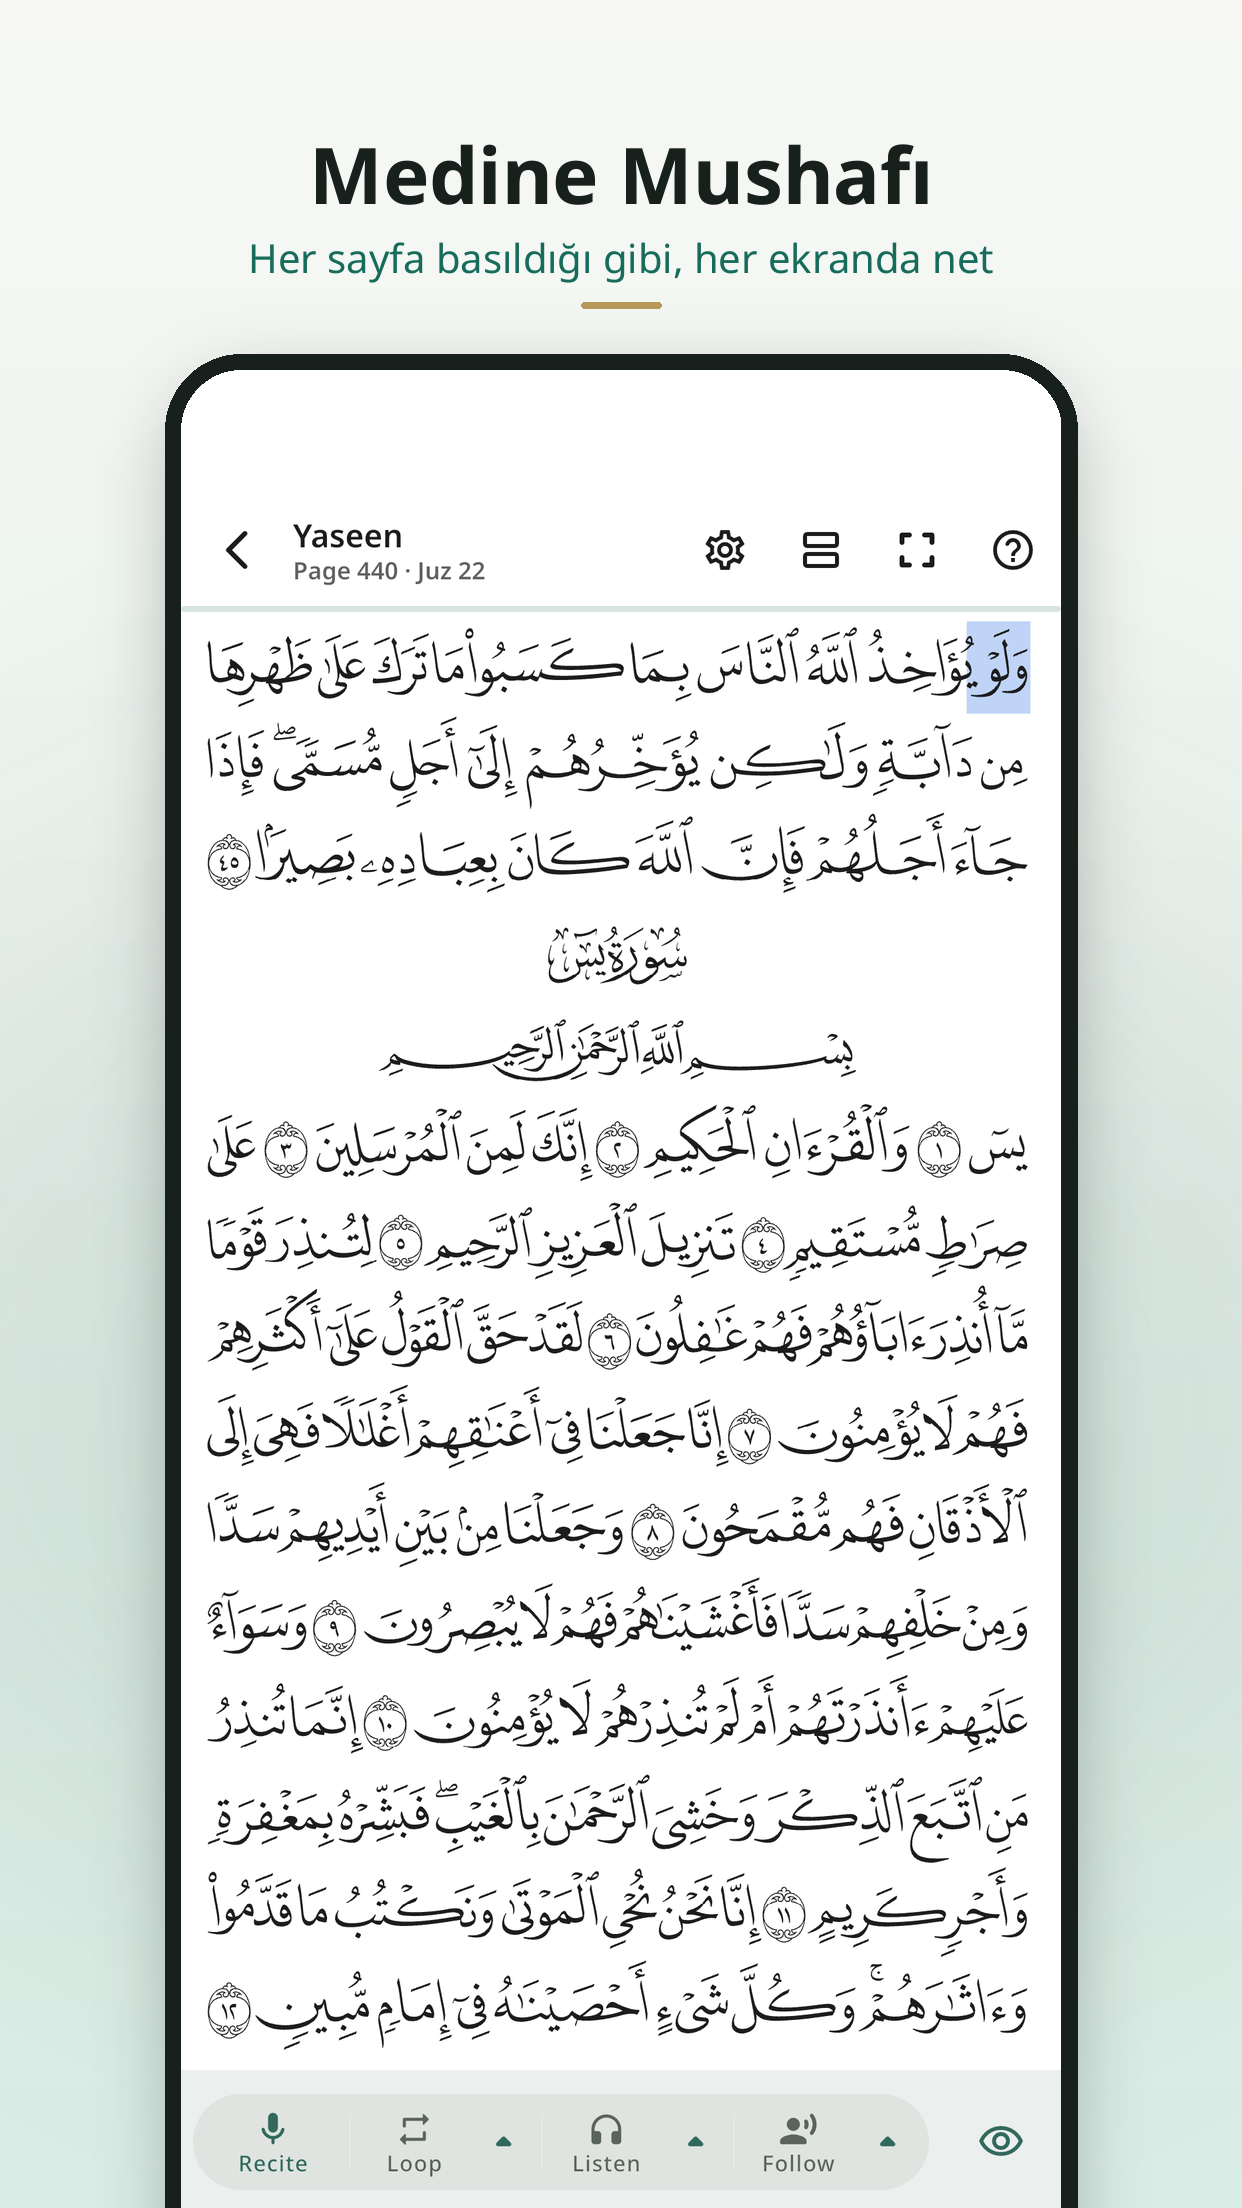 Medine Mushafı
Her sayfa basıldığı gibi, her ekranda net
Yaseen
Page 440 · Juz 22
وَلَوْ يُؤَاخِذُ ٱللَّهُ ٱلنَّاسَ بِمَا كَسَبُوا۟ مَا تَرَكَ عَلَىٰ ظَهْرِهَا
مِن دَآبَّةٍ وَلَٰكِن يُؤَخِّرُهُمْ إِلَىٰٓ أَجَلٍ مُّسَمًّى ۖ فَإِذَا
جَآءَ أَجَلُهُمْ فَإِنَّ ٱللَّهَ كَانَ بِعِبَادِهِۦ بَصِيرًۢا ٤٥
سُورَةُ يسٓ
بِسْمِ ٱللَّهِ ٱلرَّحْمَٰنِ ٱلرَّحِيمِ
يسٓ ١ وَٱلْقُرْءَانِ ٱلْحَكِيمِ ٢ إِنَّكَ لَمِنَ ٱلْمُرْسَلِينَ ٣ عَلَىٰ
صِرَٰطٍ مُّسْتَقِيمٍ ٤ تَنزِيلَ ٱلْعَزِيزِ ٱلرَّحِيمِ ٥ لِتُنذِرَ قَوْمًا
مَّآ أُنذِرَ ءَابَآؤُهُمْ فَهُمْ غَٰفِلُونَ ٦ لَقَدْ حَقَّ ٱلْقَوْلُ عَلَىٰٓ أَكْثَرِهِمْ
فَهُمْ لَا يُؤْمِنُونَ ٧ إِنَّا جَعَلْنَا فِىٓ أَعْنَٰقِهِمْ أَغْلَٰلًا فَهِىَ إِلَى
ٱلْأَذْقَانِ فَهُم مُّقْمَحُونَ ٨ وَجَعَلْنَا مِنۢ بَيْنِ أَيْدِيهِمْ سَدًّا
وَمِنْ خَلْفِهِمْ سَدًّا فَأَغْشَيْنَٰهُمْ فَهُمْ لَا يُبْصِرُونَ ٩ وَسَوَآءٌ
عَلَيْهِمْ ءَأَنذَرْتَهُمْ أَمْ لَمْ تُنذِرْهُمْ لَا يُؤْمِنُونَ ١٠ إِنَّمَا تُنذِرُ
مَنِ ٱتَّبَعَ ٱلذِّكْرَ وَخَشِىَ ٱلرَّحْمَٰنَ بِٱلْغَيْبِ ۖ فَبَشِّرْهُ بِمَغْفِرَةٍ
وَأَجْرٍ كَرِيمٍ ١١ إِنَّا نَحْنُ نُحْىِ ٱلْمَوْتَىٰ وَنَكْتُبُ مَا قَدَّمُوا۟
وَءَاثَٰرَهُمْ ۚ وَكُلَّ شَىْءٍ أَحْصَيْنَٰهُ فِىٓ إِمَامٍ مُّبِينٍ ١٢
Recite Loop Listen Follow